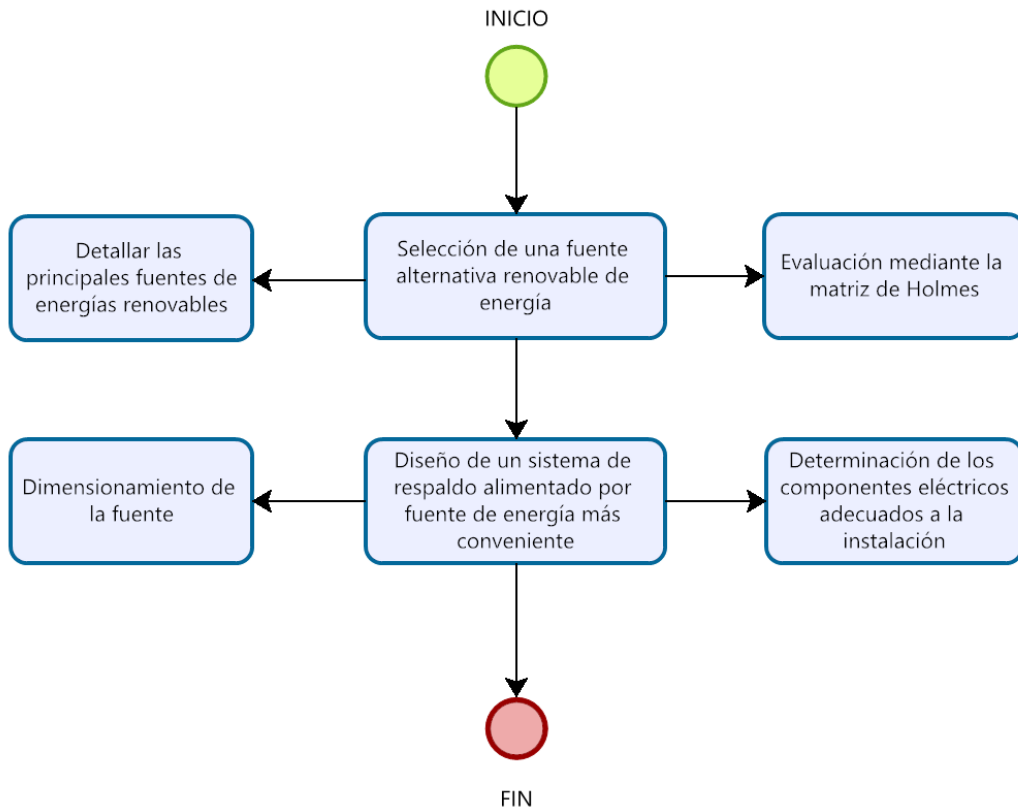 INICIO
Detallar las
principales fuentes de
energías renovables
Selección de una fuente
alternativa renovable de
energía
Evaluación mediante la
matriz de Holmes
Dimensionamiento de
la fuente
Diseño de un sistema de
respaldo alimentado por
fuente de energía más
conveniente
Determinación de los
componentes eléctricos
adecuados a la
instalación
FIN